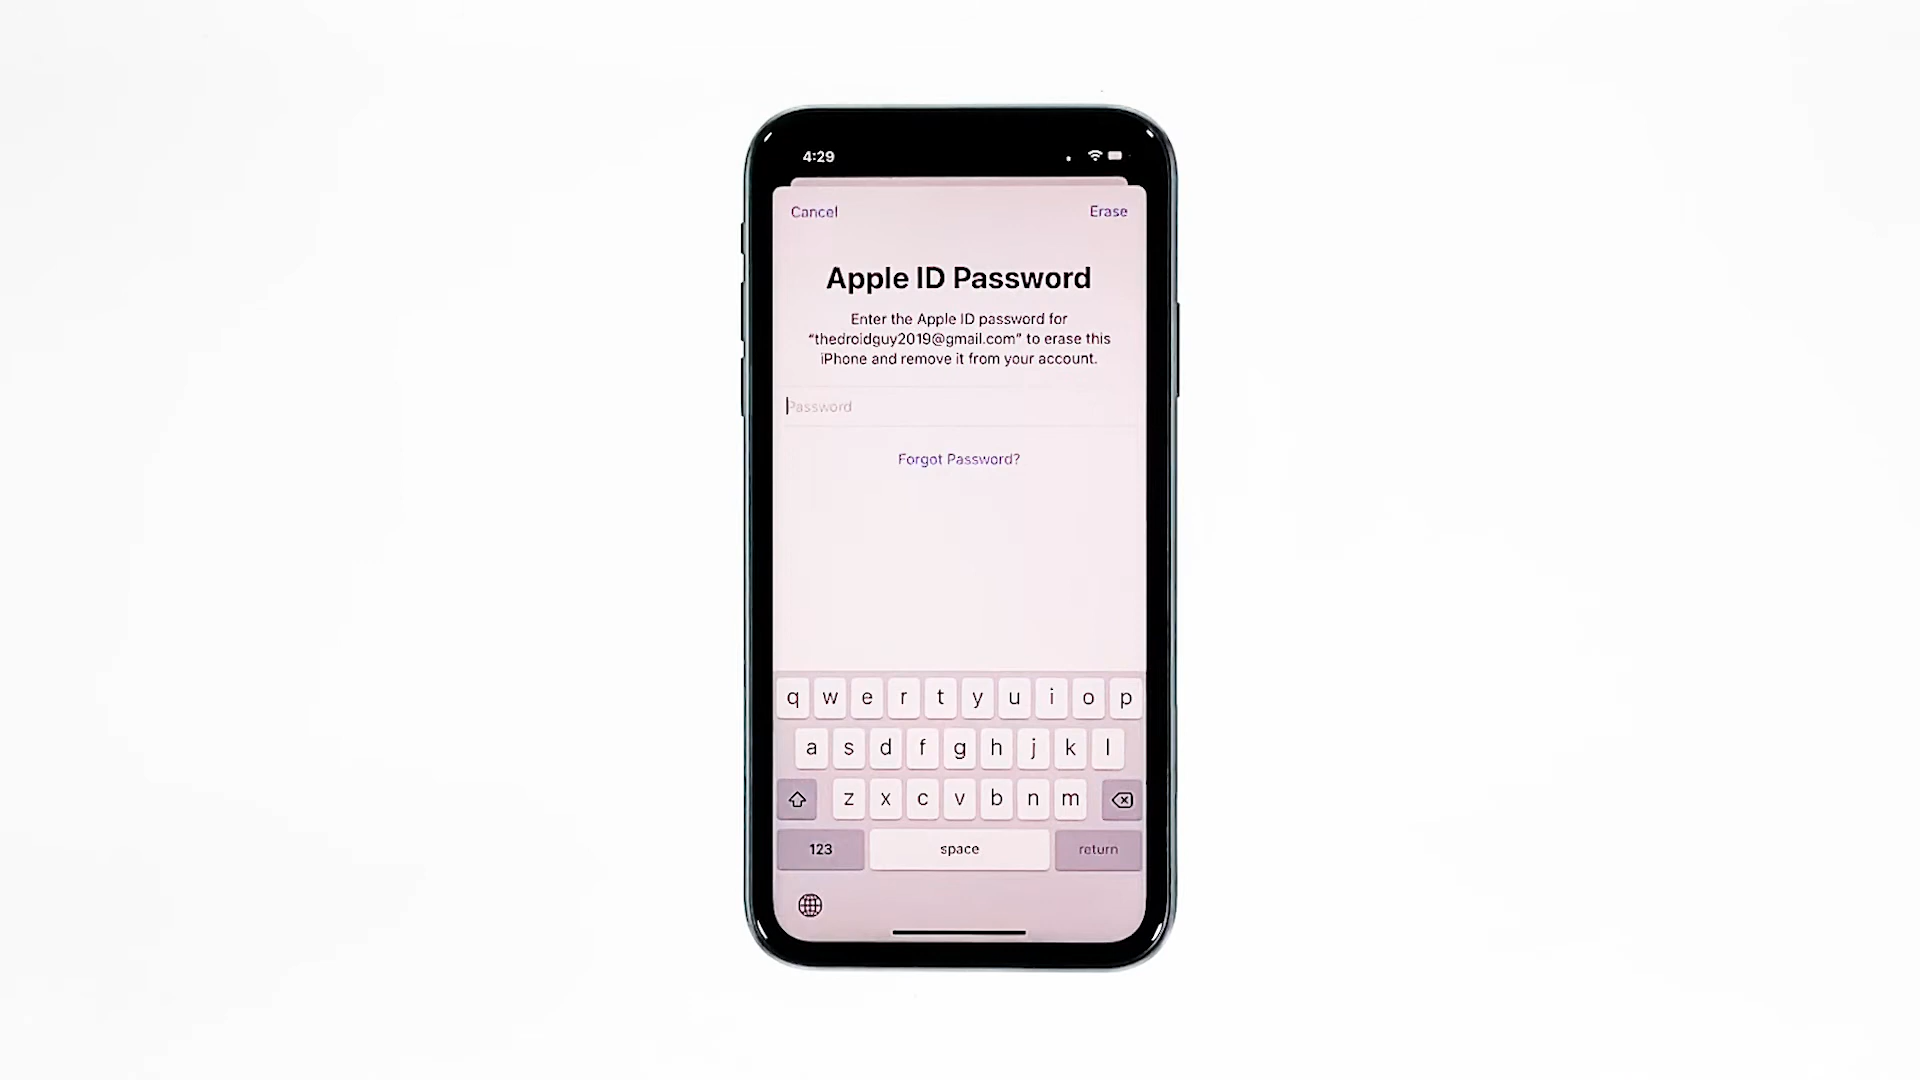 4:29
Cancel Erase
Apple ID Password
Enter the Apple ID password for
“thedroidguy2019@gmail.com” to erase this
iPhone and remove it from your account.
Password
Forgot Password?
q w e r t y u i o p
a s d f g h j k l
z x c v b n m
123 space return